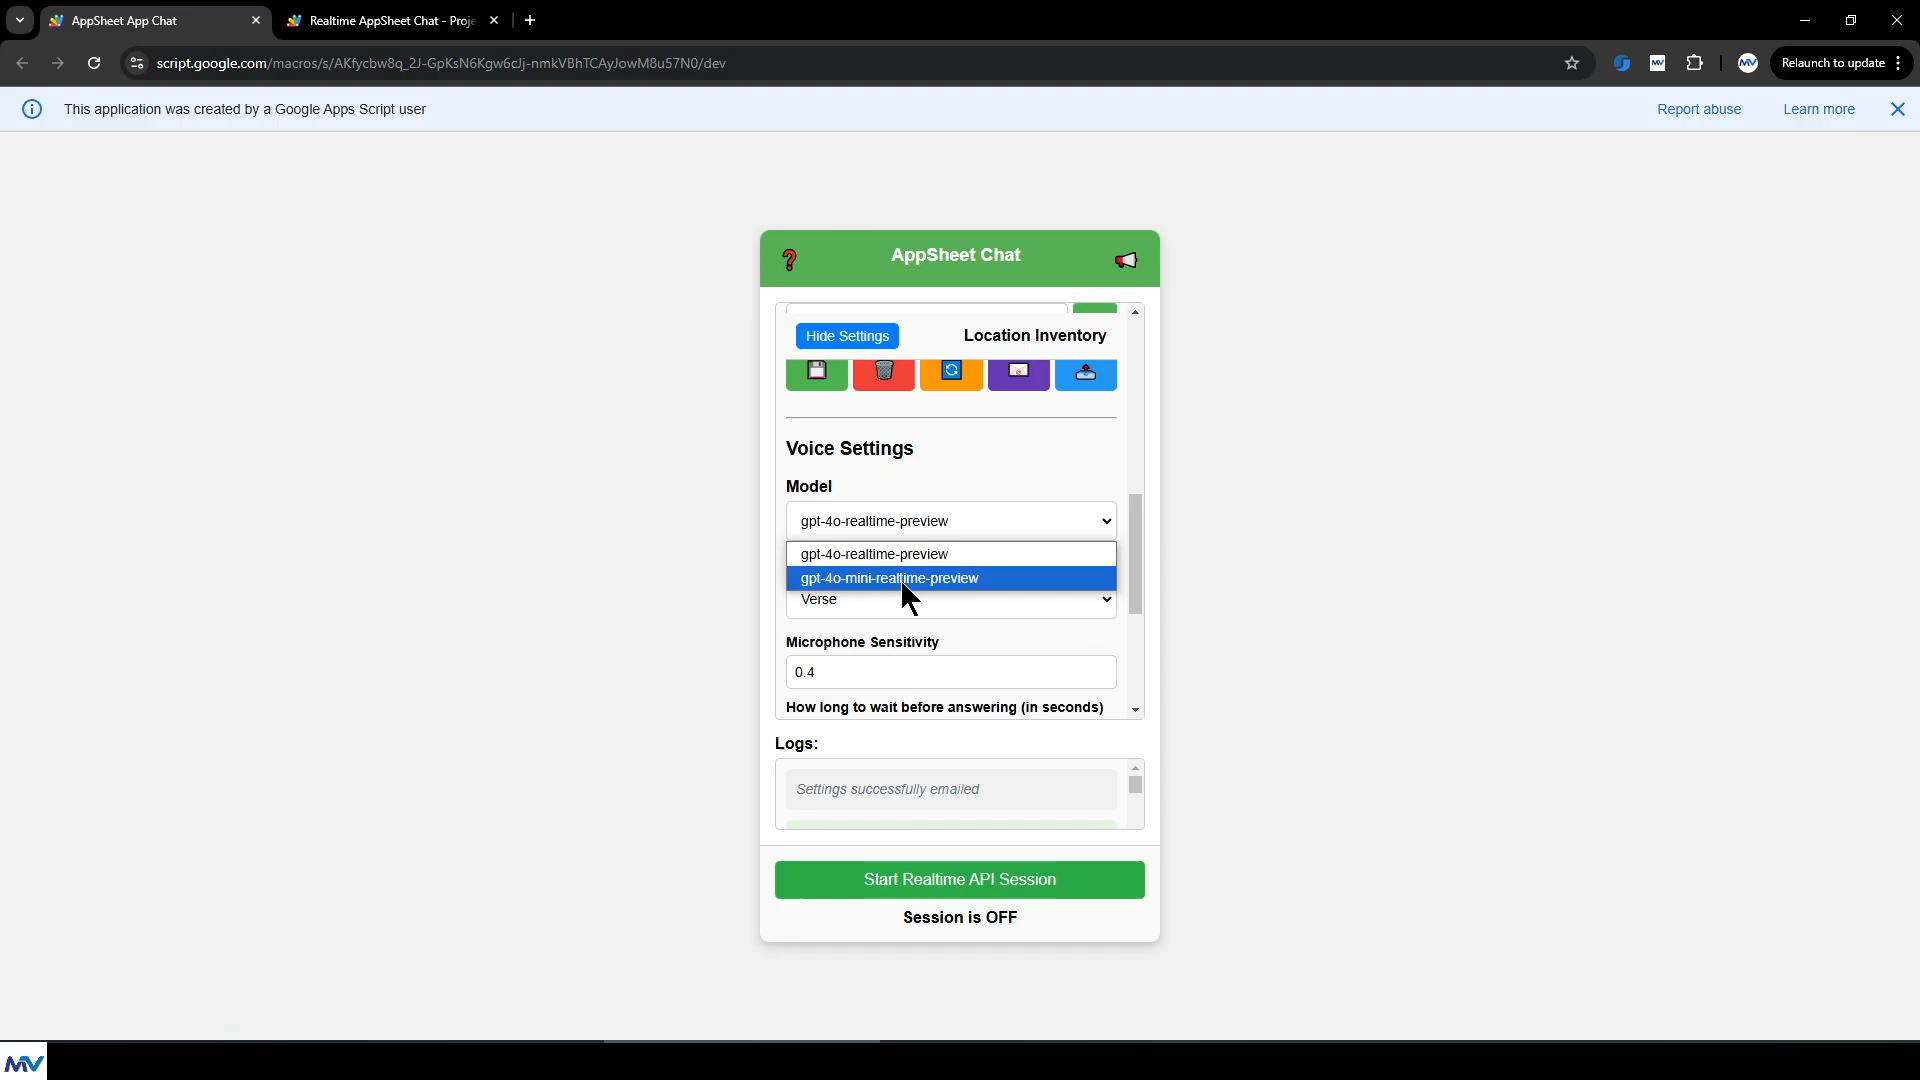 AppSheet App Chat
Realtime AppSheet Chat - Proje
script.google.com/macros/s/AKfycbw8q_2J-GpKsN6Kgw6cJj-nmkVBhTCAyJowM8u57N0/dev
MV
MV
Relaunch to update
This application was created by a Google Apps Script user
Report abuse
Learn more
AppSheet Chat
Hide Settings
Location Inventory
Voice Settings
Model
gpt-4o-realtime-preview
gpt-4o-realtime-preview
gpt-4o-mini-realtime-preview
Verse
Microphone Sensitivity
0.4
How long to wait before answering (in seconds)
Logs:
Settings successfully emailed
Start Realtime API Session
Session is OFF
MV